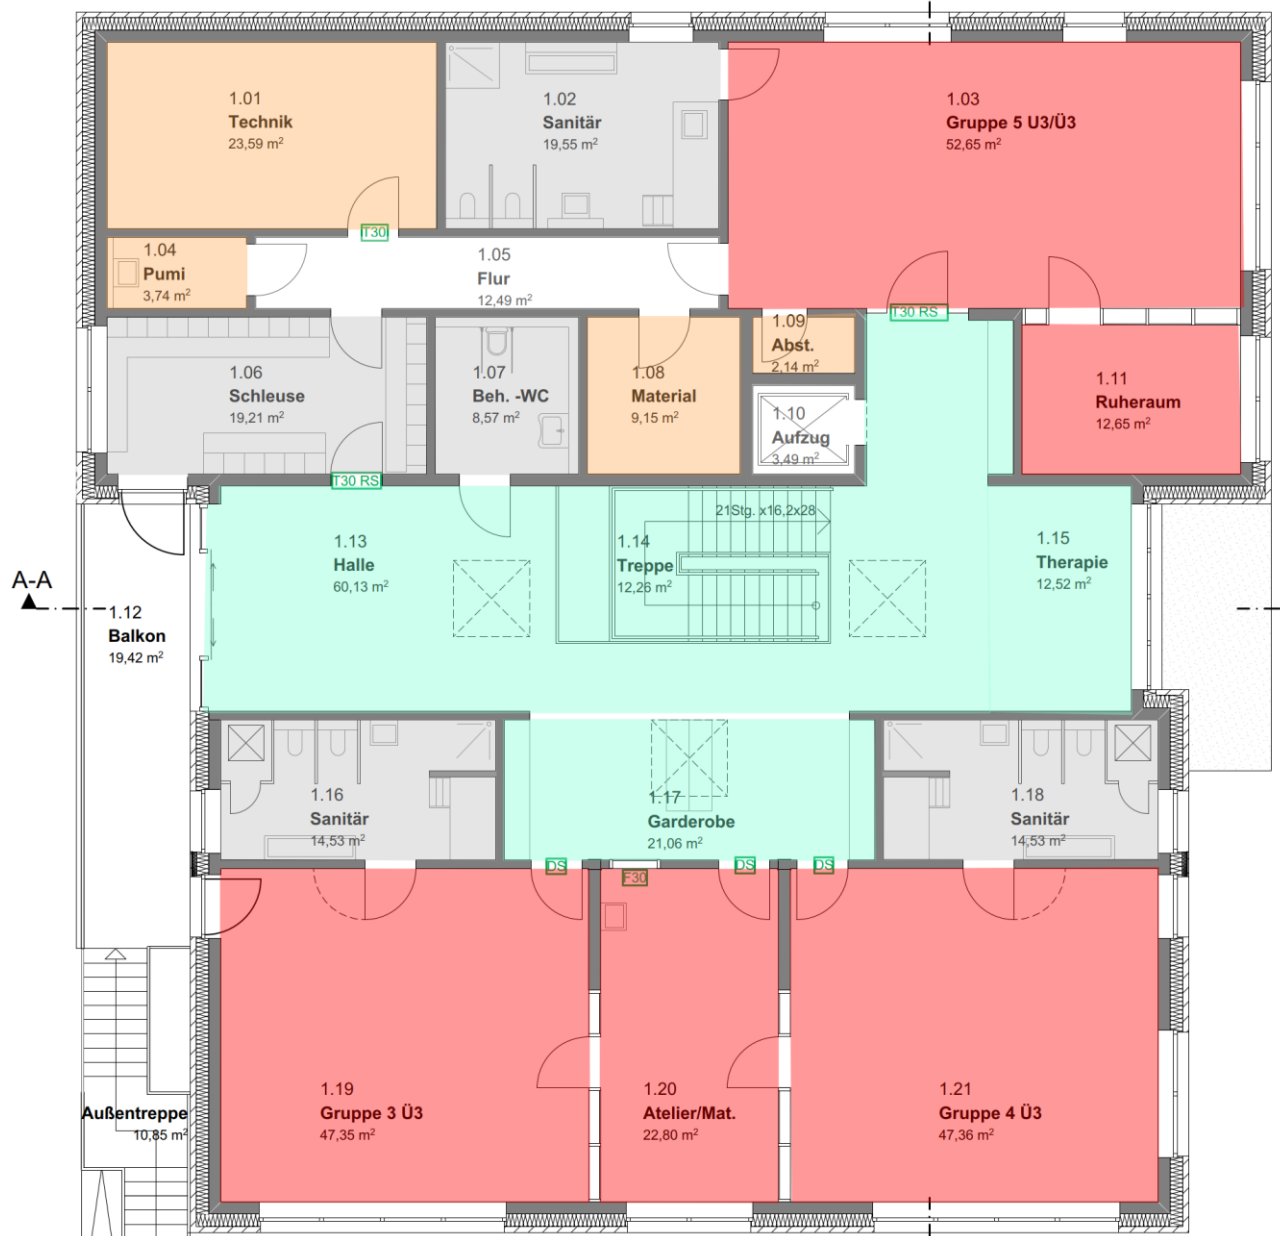 1.01
Technik
23,59 m²
1.02
Sanitär
19,55 m²
1.03
Gruppe 5 U3/Ü3
52,65 m²
T30
1.04
Pumi
3,74 m²
1.05
Flur
12,49 m²
T30 RS
1.06
Schleuse
19,21 m²
1.07
Beh. -WC
8,57 m²
1.08
Material
9,15 m²
1.09
Abst.
2,14 m²
1.10
Aufzug
3,49 m²
1.11
Ruheraum
12,65 m²
T30 RS
21Stg. x16,2x28
1.13
Halle
60,13 m²
1.14
Treppe
12,26 m²
1.15
Therapie
12,52 m²
A-A
1.12
Balkon
19,42 m²
1.16
Sanitär
14,53 m²
1.17
Garderobe
21,06 m²
1.18
Sanitär
14,53 m²
DS
DS
DS
F30
1.19
Gruppe 3 Ü3
47,35 m²
1.20
Atelier/Mat.
22,80 m²
1.21
Gruppe 4 Ü3
47,36 m²
Außentreppe
10,85 m²